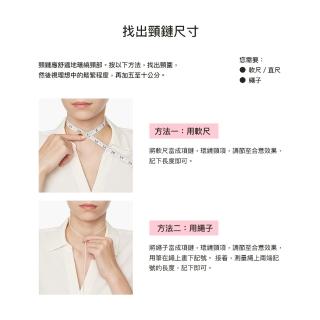 找出頸鏈尺寸
頸鏈應舒適地環繞頸部。按以下方法，找出頸圍，
然後視理想中的鬆緊程度，再加五至十公分。
您需要：
● 軟尺 / 直尺
● 繩子
方法一：用軟尺
將軟尺當成項鏈，環繞頸項，調節至合意效果，
記下長度即可。
方法二：用繩子
將繩子當成項鏈，環繞頸項，調節至合意效果，
用筆在繩上畫下記號。 接着，測量繩上兩端記
號的長度，記下即可。